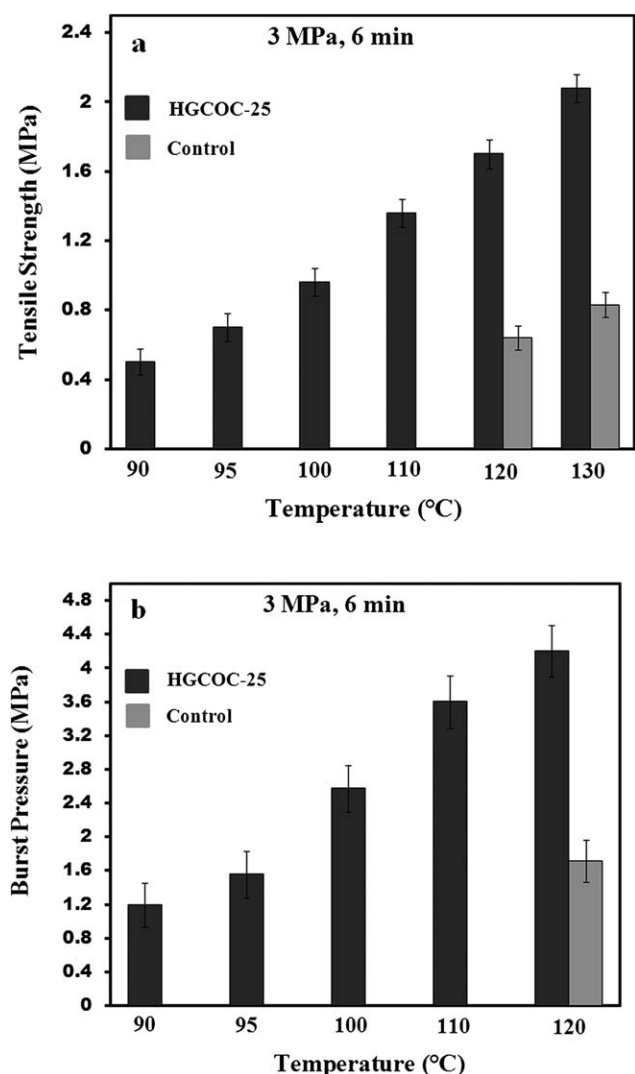 a
3 MPa, 6 min
HGCOC-25
Control
Tensile Strength (MPa)
2.4
2
1.6
1.2
0.8
0.4
0
90 95 100 110 120 130
Temperature (°C)
b
3 MPa, 6 min
HGCOC-25
Control
Burst Pressure (MPa)
4.8
4.4
4
3.6
3.2
2.8
2.4
2
1.6
1.2
0.8
0.4
0
90 95 100 110 120
Temperature (°C)